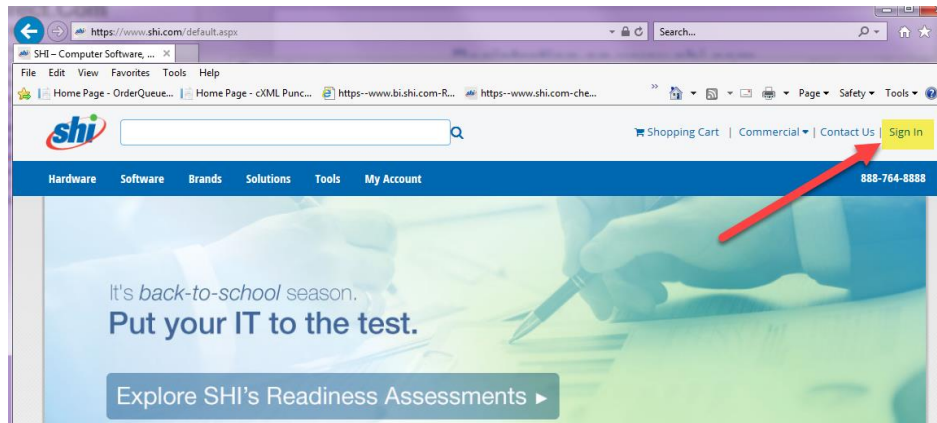 https://www.shi.com/default.aspx
Search...
SHI – Computer Software, ...
File Edit View Favorites Tools Help
Home Page - OrderQueue... Home Page - cXML Punc... https--www.bi.shi.com-R... https--www.shi.com-che... » Page Safety Tools
shi Shopping Cart | Commercial | Contact Us | Sign In
Hardware Software Brands Solutions Tools My Account 888-764-8888
It's back-to-school season.
Put your IT to the test.
Explore SHI's Readiness Assessments